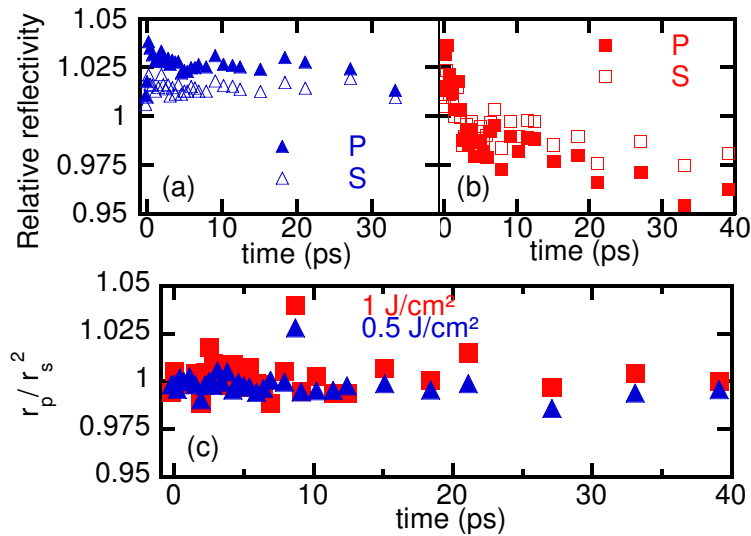 Relative reflectivity
1.05
1.025
1
0.975
0.95
P
S
(a)
0 10 20 30
time (ps)
P
S
(b)
0 10 20 30 40
time (ps)
r_p / r_s^2
1.05
1.025
1
0.975
0.95
1 J/cm²
0.5 J/cm²
(c)
0 10 20 30 40
time (ps)